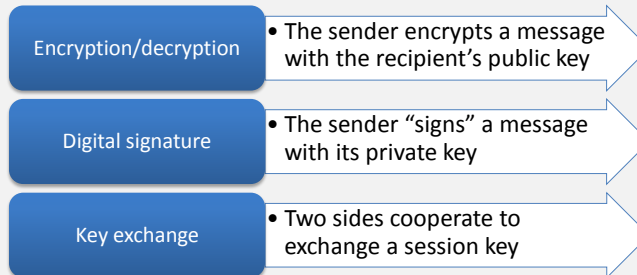 Encryption/decryption
• The sender encrypts a message
with the recipient’s public key
Digital signature
• The sender “signs” a message
with its private key
Key exchange
• Two sides cooperate to
exchange a session key